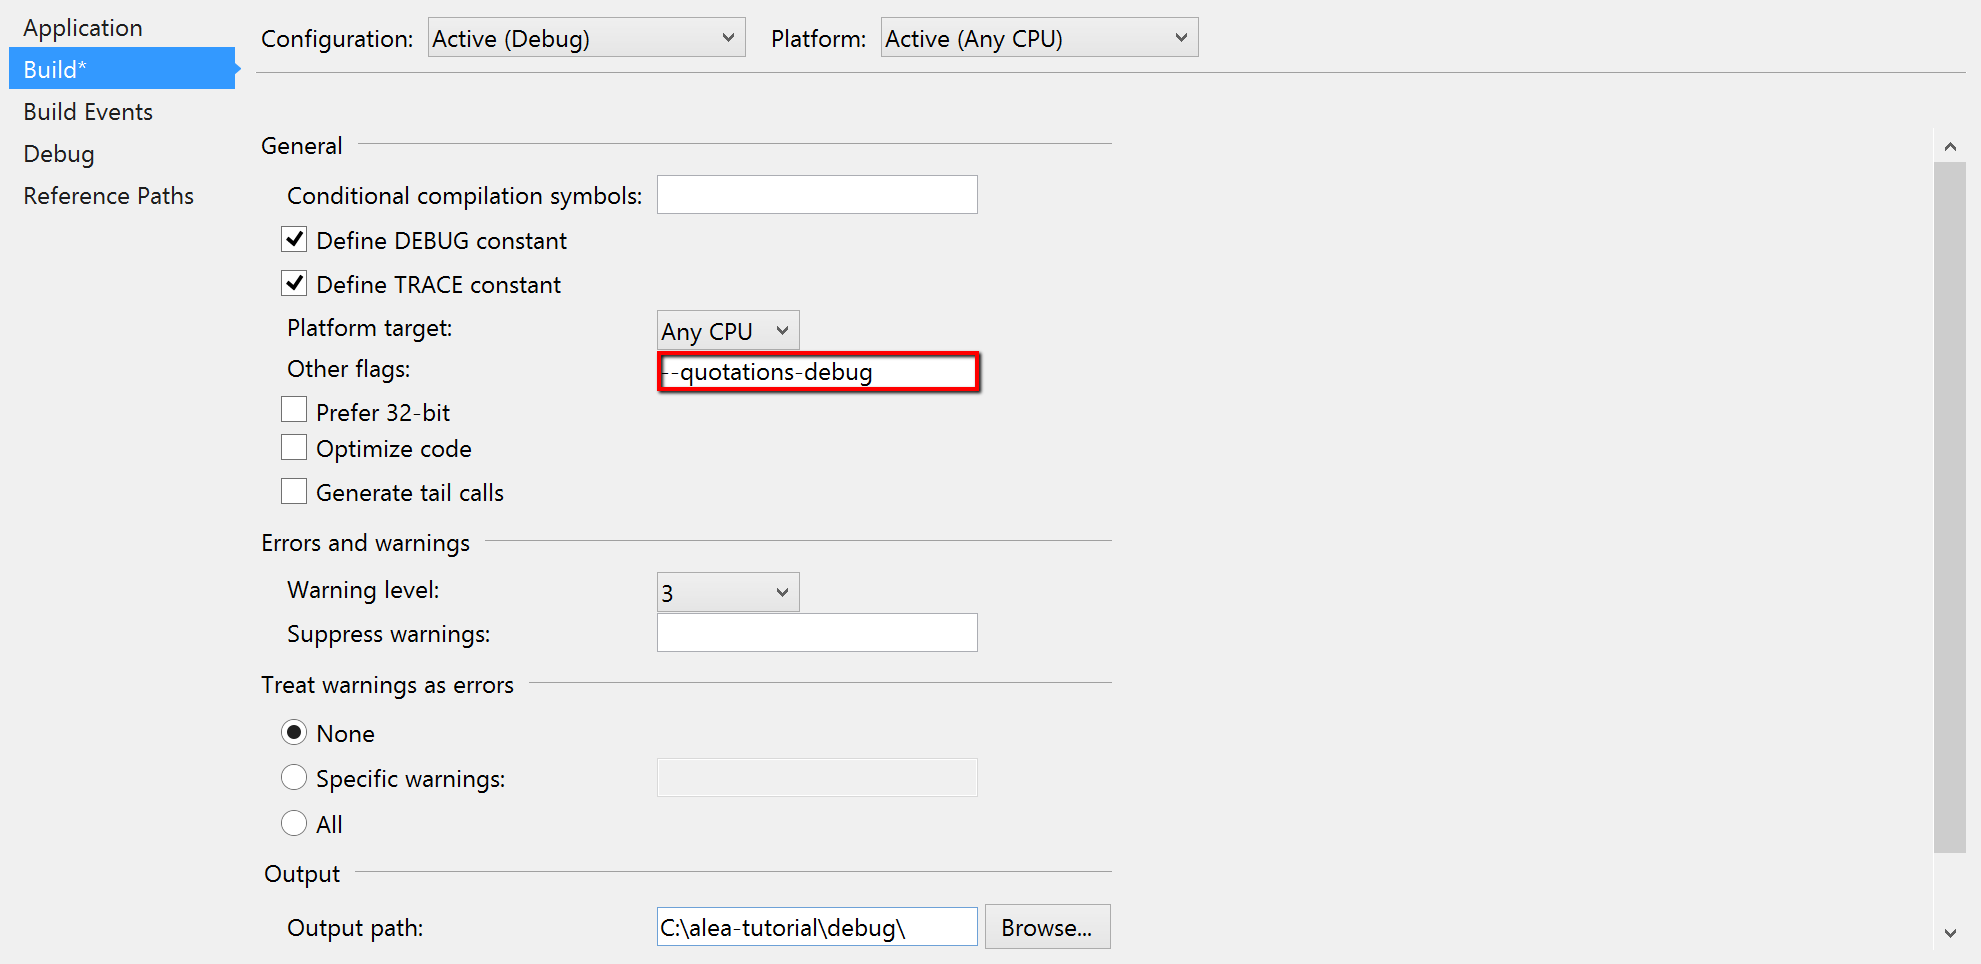 Application
Build*
Build Events
Debug
Reference Paths
Configuration: Active (Debug) Platform: Active (Any CPU)
General
Conditional compilation symbols:
Define DEBUG constant
Define TRACE constant
Platform target: Any CPU
Other flags: --quotations-debug
Prefer 32-bit
Optimize code
Generate tail calls
Errors and warnings
Warning level: 3
Suppress warnings:
Treat warnings as errors
None
Specific warnings:
All
Output
Output path: C:\alea-tutorial\debug\ Browse...